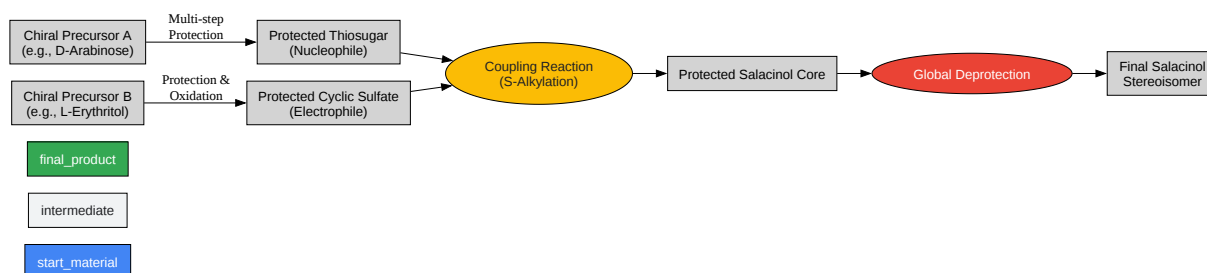 Chiral Precursor A
(e.g., D-Arabinose)
Multi-step
Protection
Protected Thiosugar
(Nucleophile)
Chiral Precursor B
(e.g., L-Erythritol)
Protection &
Oxidation
Protected Cyclic Sulfate
(Electrophile)
Coupling Reaction
(S-Alkylation)
Protected Salacinol Core
Global Deprotection
Final Salacinol
Stereoisomer
final_product
intermediate
start_material